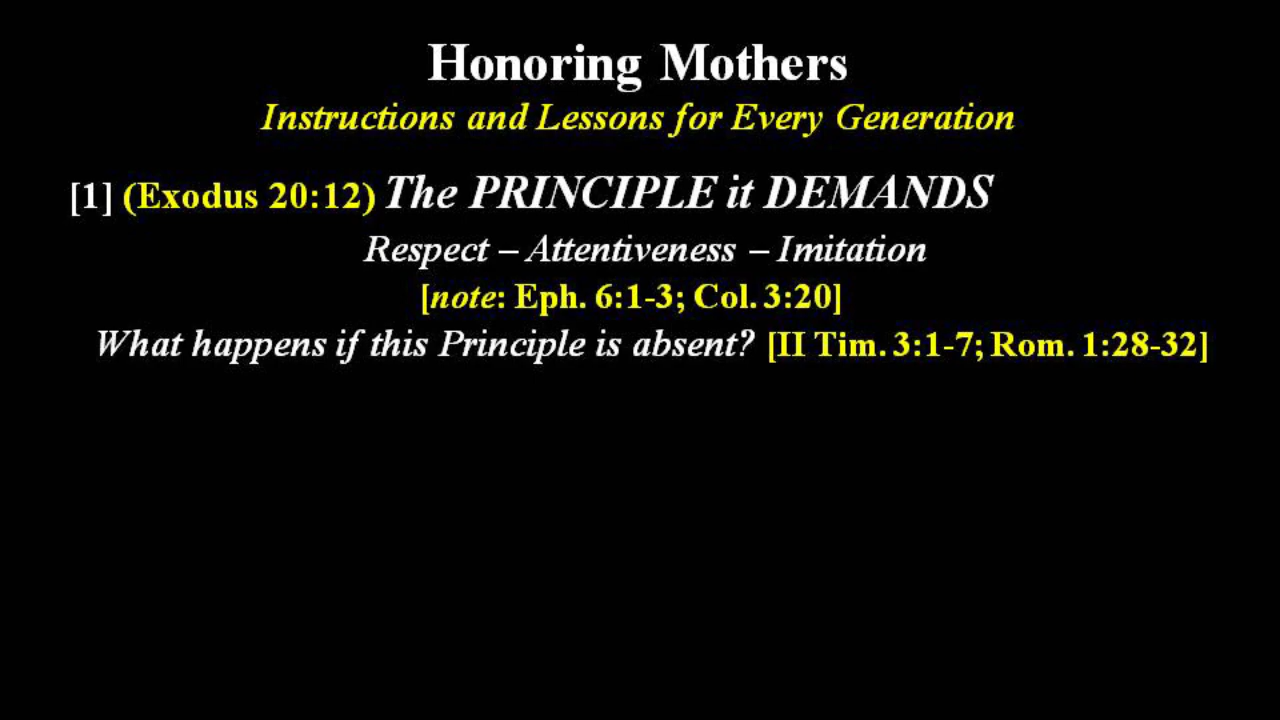 Honoring Mothers
Instructions and Lessons for Every Generation
[1] (Exodus 20:12) The PRINCIPLE it DEMANDS
Respect – Attentiveness – Imitation
[note: Eph. 6:1-3; Col. 3:20]
What happens if this Principle is absent? [II Tim. 3:1-7; Rom. 1:28-32]